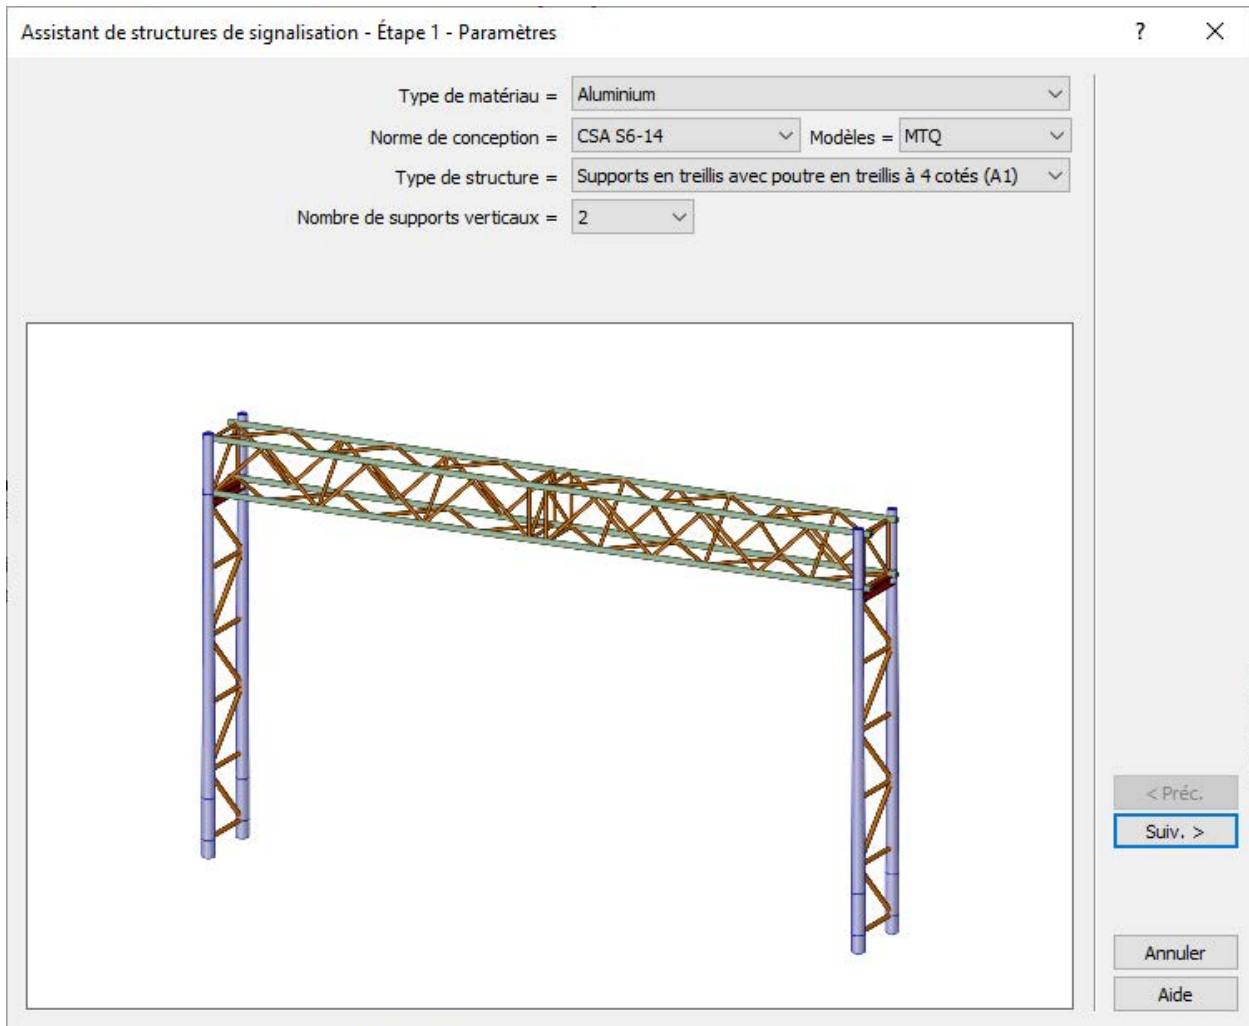 Assistant de structures de signalisation - Étape 1 - Paramètres ?
Type de matériau = Aluminium
Norme de conception = CSA S6-14 Modèles = MTQ
Type de structure = Supports en treillis avec poutre en treillis à 4 cotés (A1)
Nombre de supports verticaux = 2
< Préc.
Suiv. >
Annuler
Aide